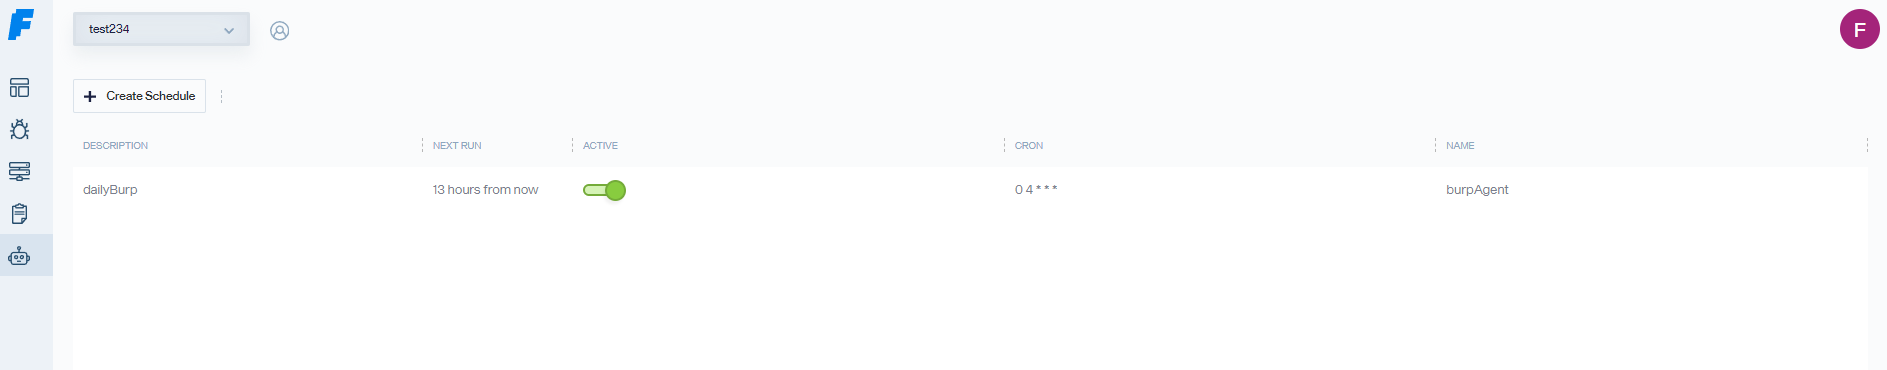 test234
F
Create Schedule
DESCRIPTION NEXT RUN ACTIVE CRON NAME
dailyBurp 13 hours from now 0 4 * * * burpAgent